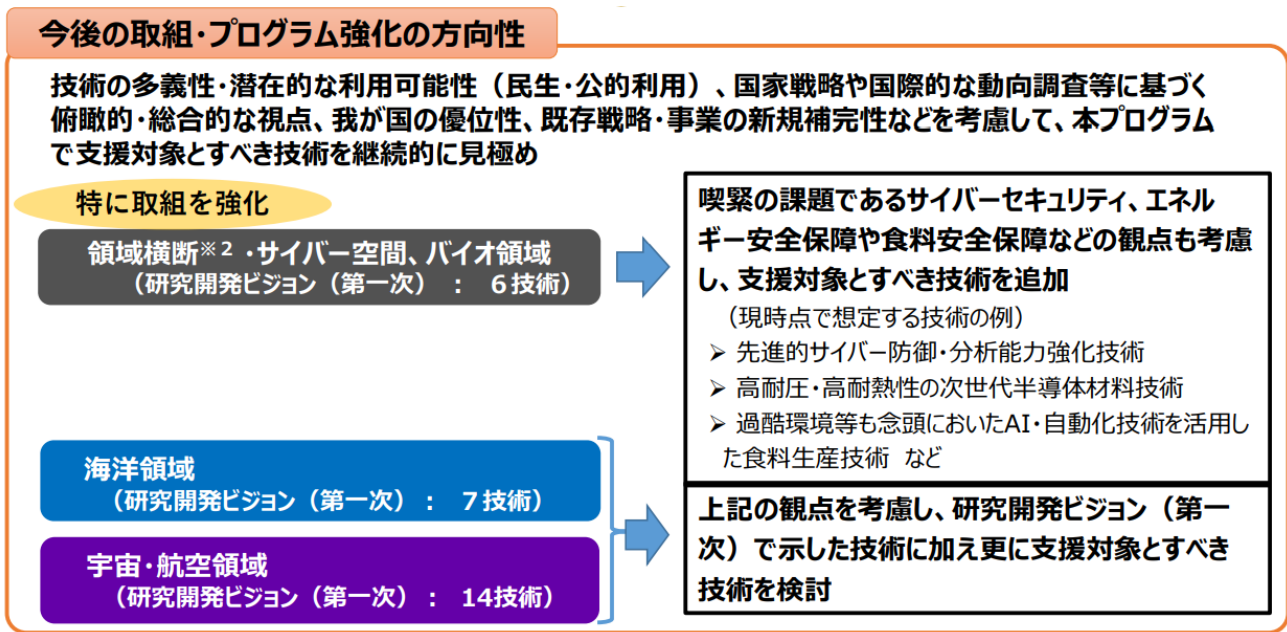 今後の取組・プログラム強化の方向性
技術の多義性・潜在的な利用可能性（民生・公的利用）、国家戦略や国際的な動向調査等に基づく
俯瞰的・総合的な視点、我が国の優位性、既存戦略・事業の新規補完性などを考慮して、本プログラム
で支援対象とすべき技術を継続的に見極め
特に取組を強化
領域横断※2・サイバー空間、バイオ領域
（研究開発ビジョン（第一次） ： 6技術）
喫緊の課題であるサイバーセキュリティ、エネル
ギー安全保障や食料安全保障などの観点も考慮
し、支援対象とすべき技術を追加
（現時点で想定する技術の例）
➢ 先進的サイバー防御・分析能力強化技術
➢ 高耐圧・高耐熱性の次世代半導体材料技術
➢ 過酷環境等も念頭においたAI・自動化技術を活用し
た食料生産技術 など
海洋領域
（研究開発ビジョン（第一次） ： 7技術）
宇宙・航空領域
（研究開発ビジョン（第一次） ： 14技術）
上記の観点を考慮し、研究開発ビジョン（第一
次）で示した技術に加え更に支援対象とすべき
技術を検討